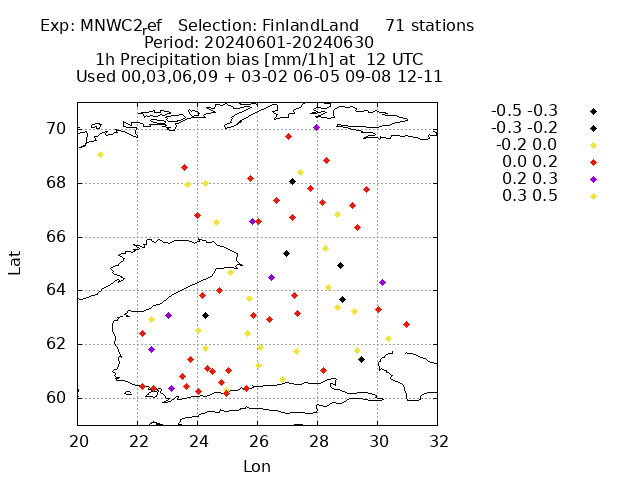 Exp: MNWC2ref Selection: FinlandLand 71 stations
Period: 20240601-20240630
1h Precipitation bias [mm/1h] at 12 UTC
Used 00,03,06,09 + 03-02 06-05 09-08 12-11
-0.5 -0.3
-0.3 -0.2
-0.2 0.0
0.0 0.2
0.2 0.3
0.3 0.5
70
68
66
64
62
60
Lat
20 22 24 26 28 30 32
Lon